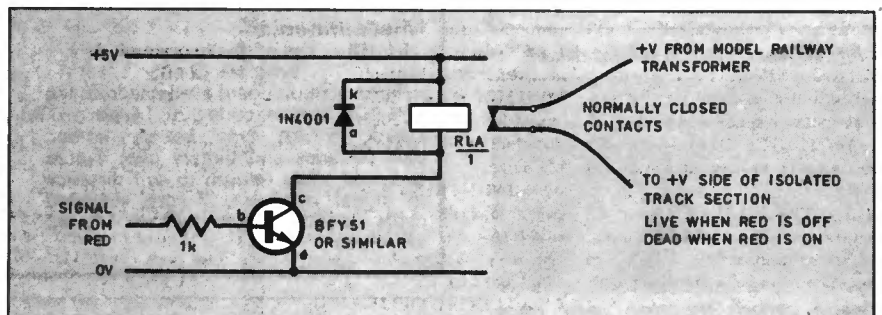 +5V
+V FROM MODEL RAILWAY
TRANSFORMER
k
1N4001
a
NORMALLY CLOSED
CONTACTS
RLA
1
TO +V SIDE OF ISOLATED
TRACK SECTION
LIVE WHEN RED IS OFF
DEAD WHEN RED IS ON
c
SIGNAL
FROM
RED
b
BFY51
OR SIMILAR
1k
e
0V